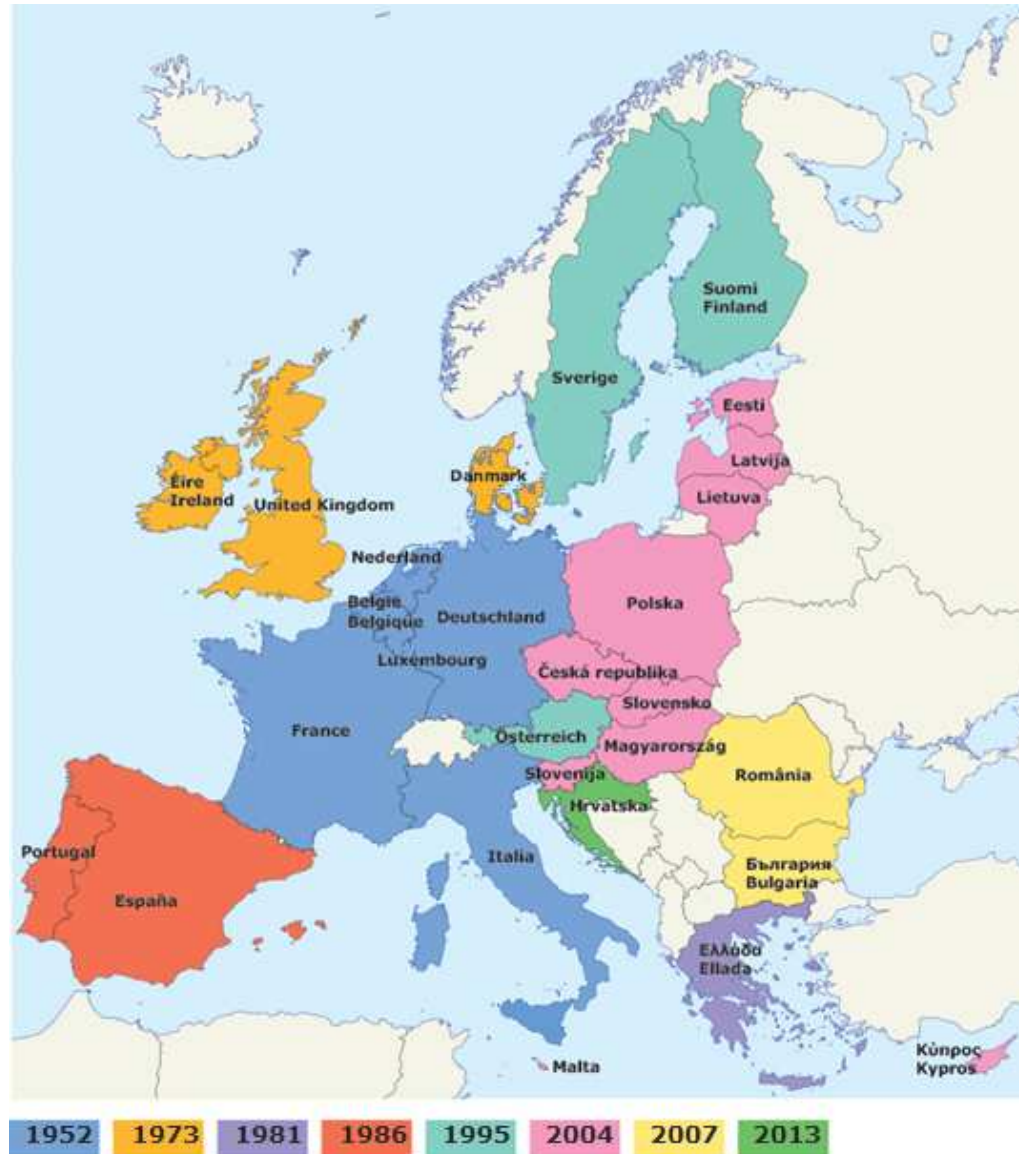 Suomi
Finland
Sverige
Eesti
Latvija
Lietuva
Danmark
Éire
Ireland
United Kingdom
Nederland
België
Belgique
Deutschland
Polska
Luxembourg
Česká republika
Slovensko
France
Österreich
Magyarország
Slovenija
România
Hrvatska
Portugal
España
Italia
България
Bulgaria
Ελλάδα
Ellada
Malta
Κύπρος
Kypros
1952 1973 1981 1986 1995 2004 2007 2013